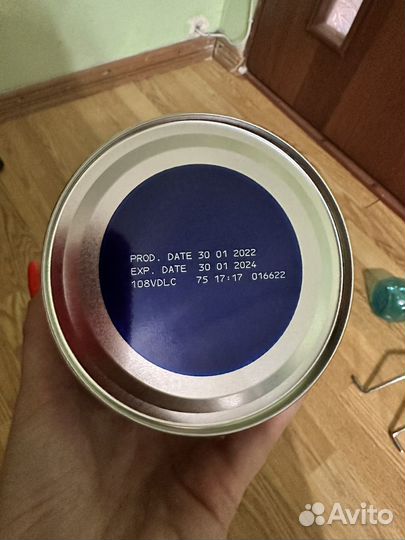 PROD. DATE 30 01 2022
EXP. DATE 30 01 2024
108VDLC 75 17:17 016622
Avito